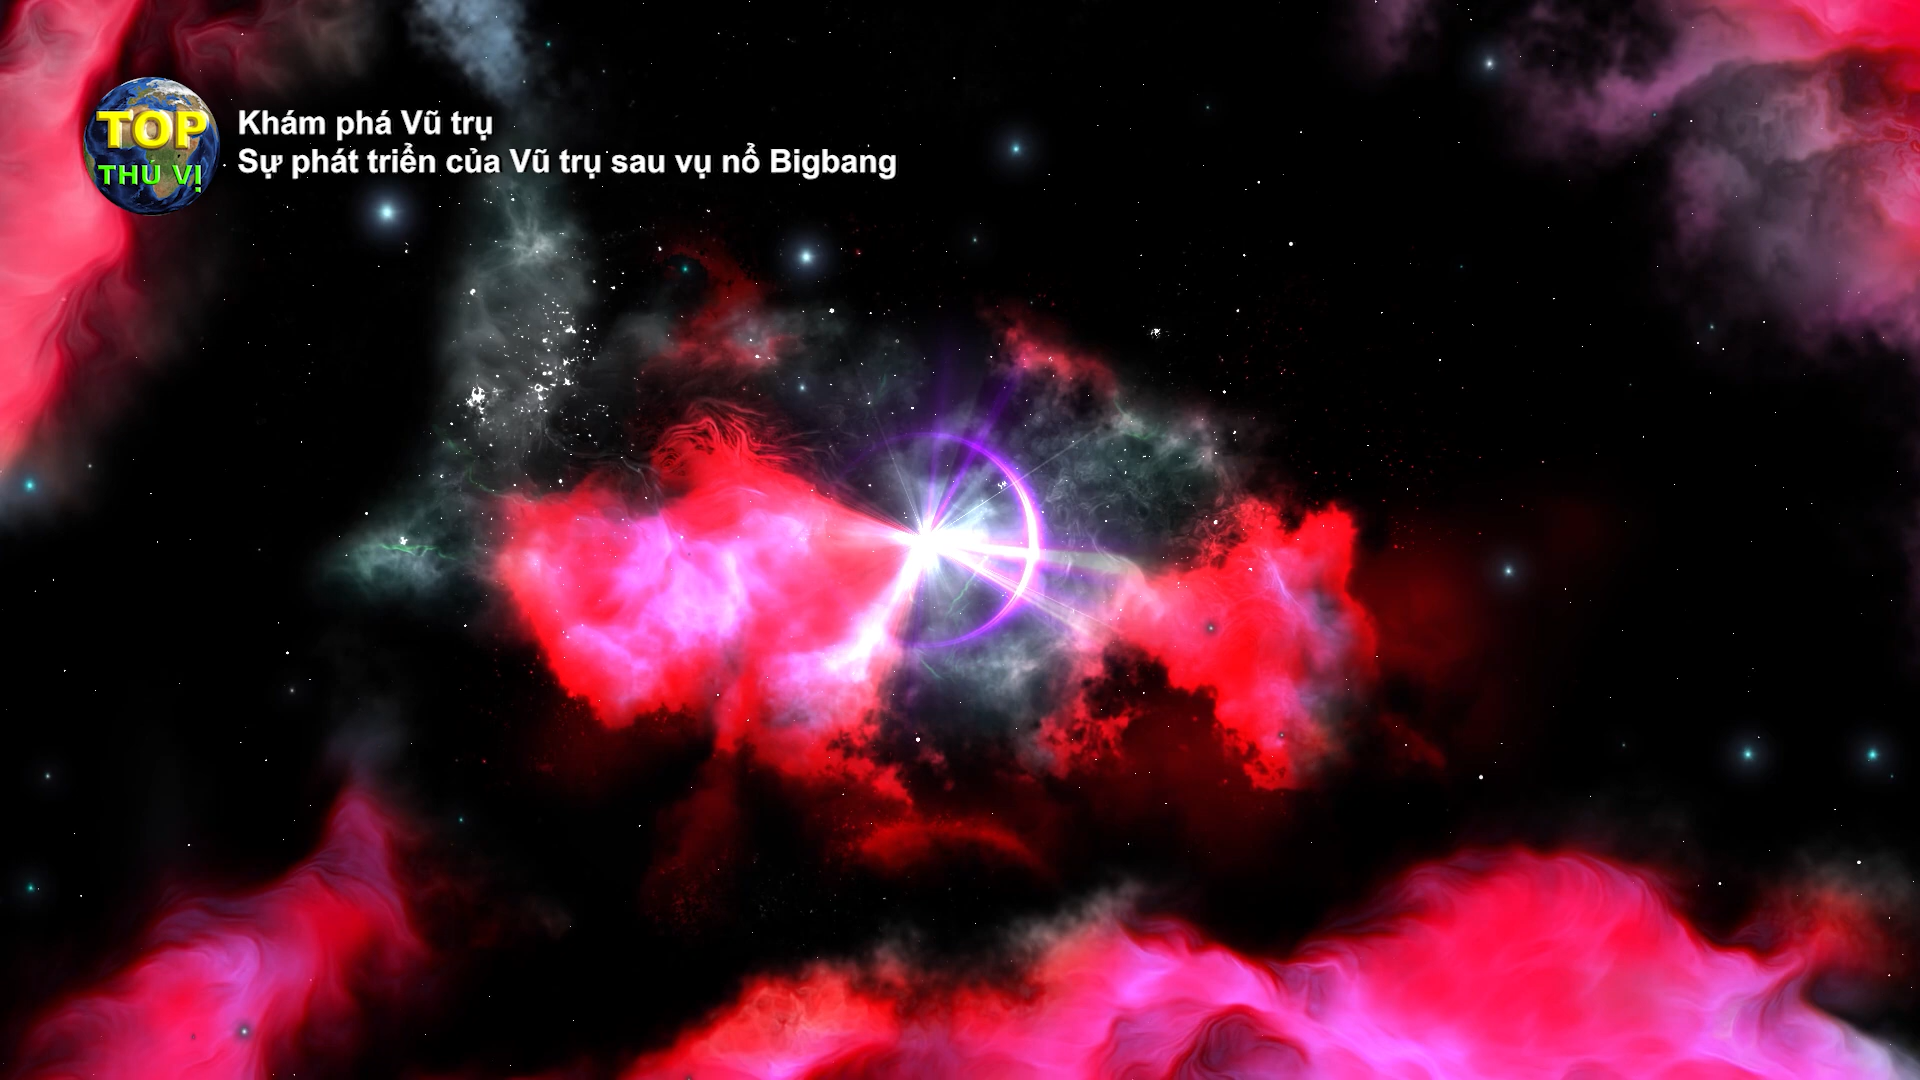 TOP
THÚ VỊ
Khám phá Vũ trụ
Sự phát triển của Vũ trụ sau vụ nổ Bigbang